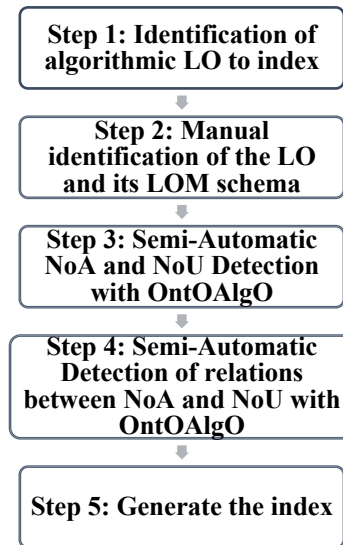 Step 1: Identification of
algorithmic LO to index
Step 2: Manual
identification of the LO
and its LOM schema
Step 3: Semi-Automatic
NoA and NoU Detection
with OntOAlgO
Step 4: Semi-Automatic
Detection of relations
between NoA and NoU with
OntOAlgO
Step 5: Generate the index